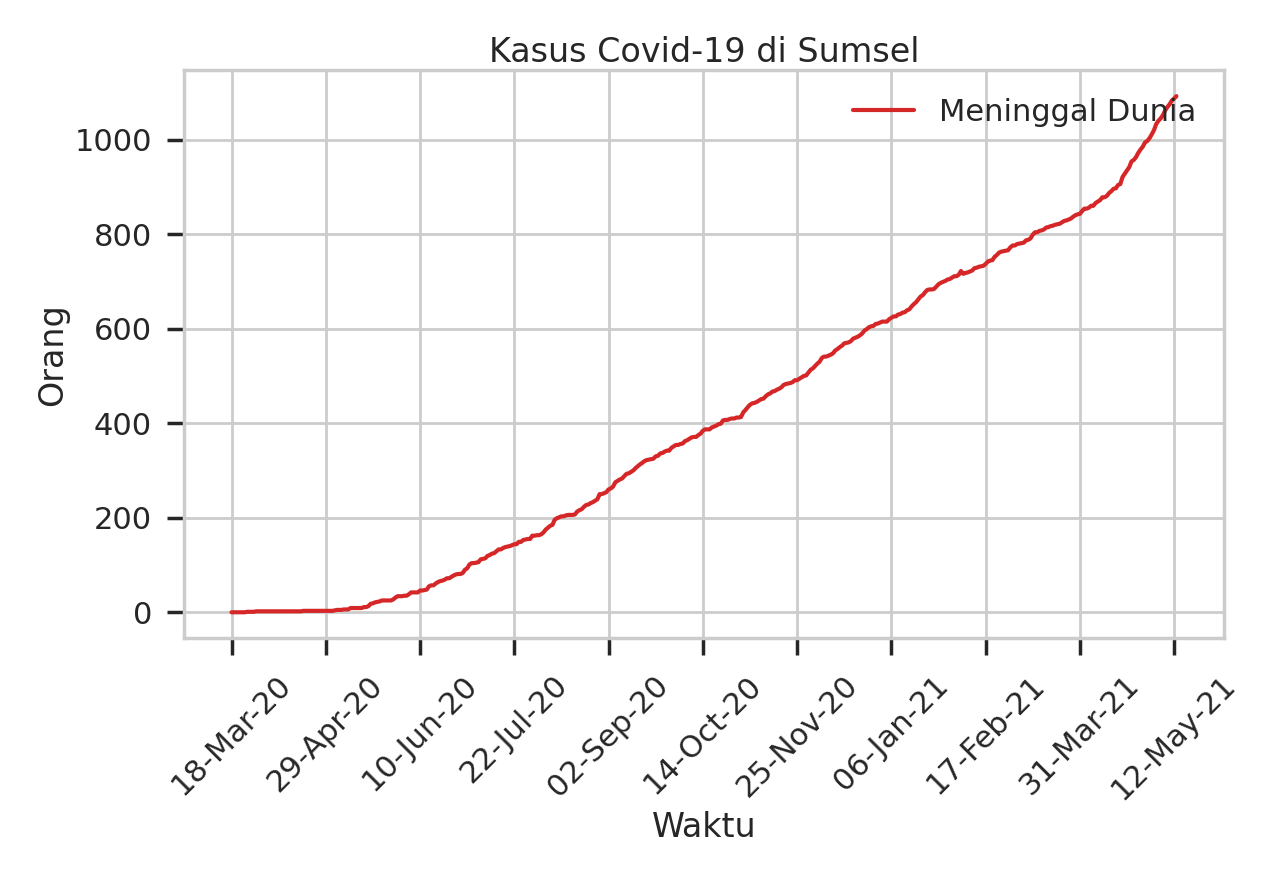 Kasus Covid-19 di Sumsel
Meninggal Dunia
Orang
1000
800
600
400
200
0
18-Mar-20
29-Apr-20
10-Jun-20
22-Jul-20
02-Sep-20
14-Oct-20
25-Nov-20
06-Jan-21
17-Feb-21
31-Mar-21
12-May-21
Waktu